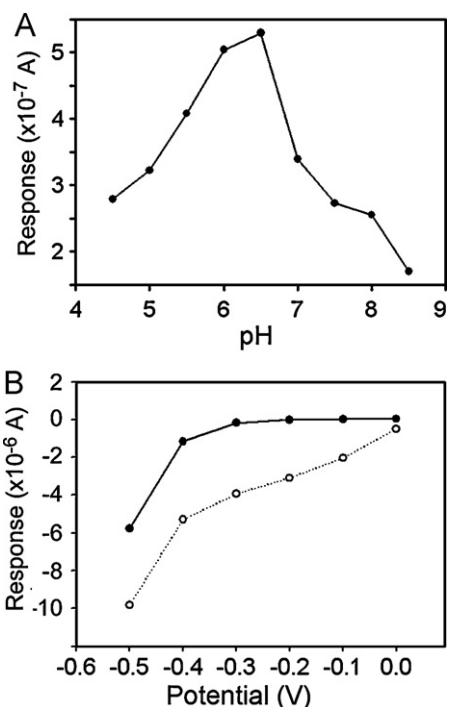 A
Response (x10-7 A)
5
4
3
2
4 5 6 7 8 9
pH
B
Response (x10-6 A)
2
0
-2
-4
-6
-8
-10
-0.6 -0.5 -0.4 -0.3 -0.2 -0.1 0.0
Potential (V)